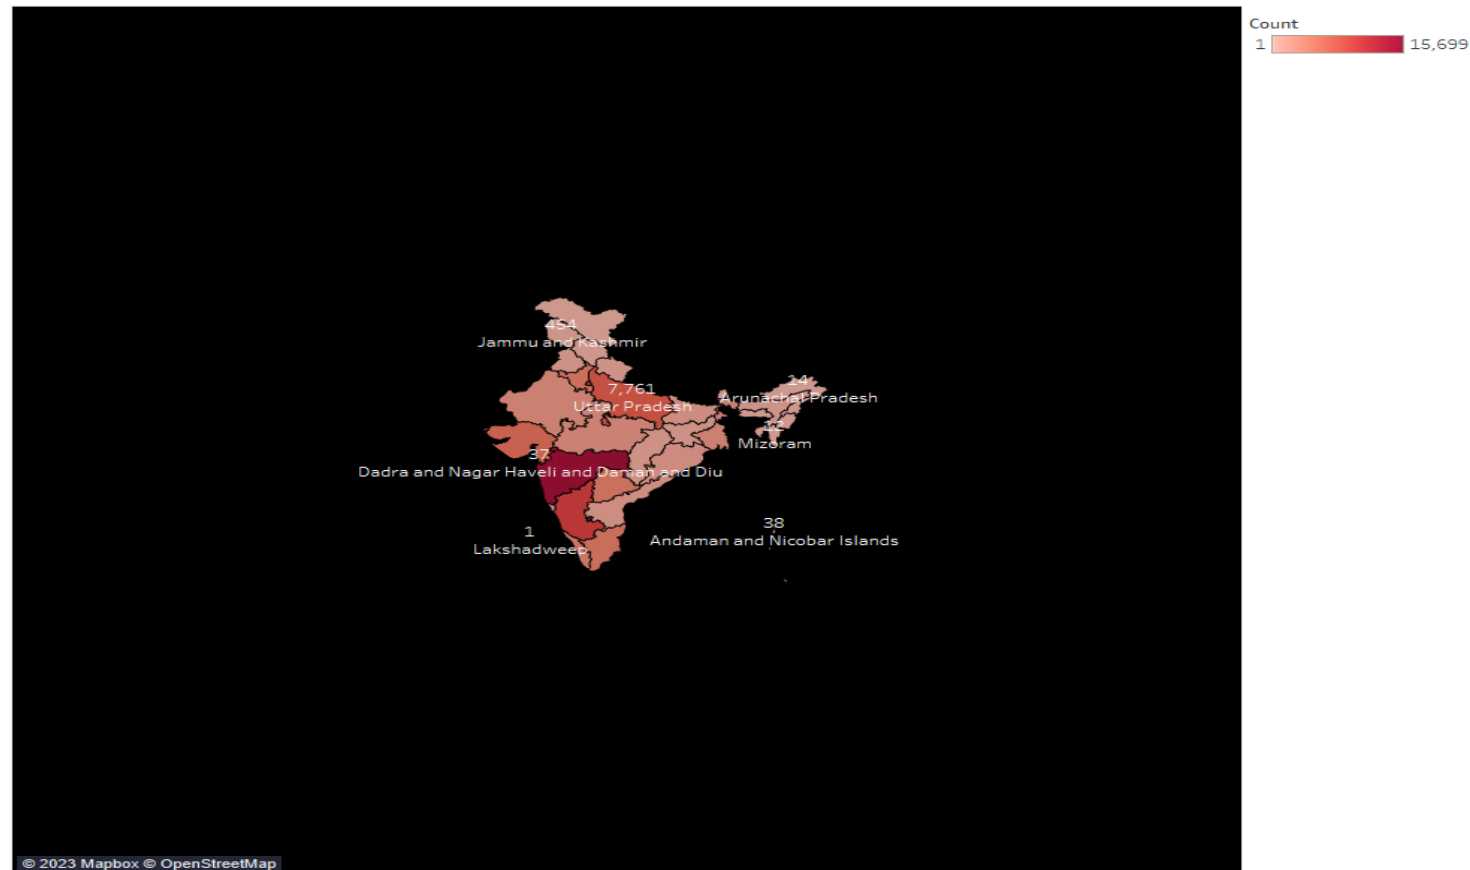 Count
1 15,699
454
Jammu and Kashmir
14
Arunachal Pradesh
7,761
Uttar Pradesh
12
Mizoram
37
Dadra and Nagar Haveli and Daman and Diu
38
Andaman and Nicobar Islands
1
Lakshadweep
© 2023 Mapbox © OpenStreetMap